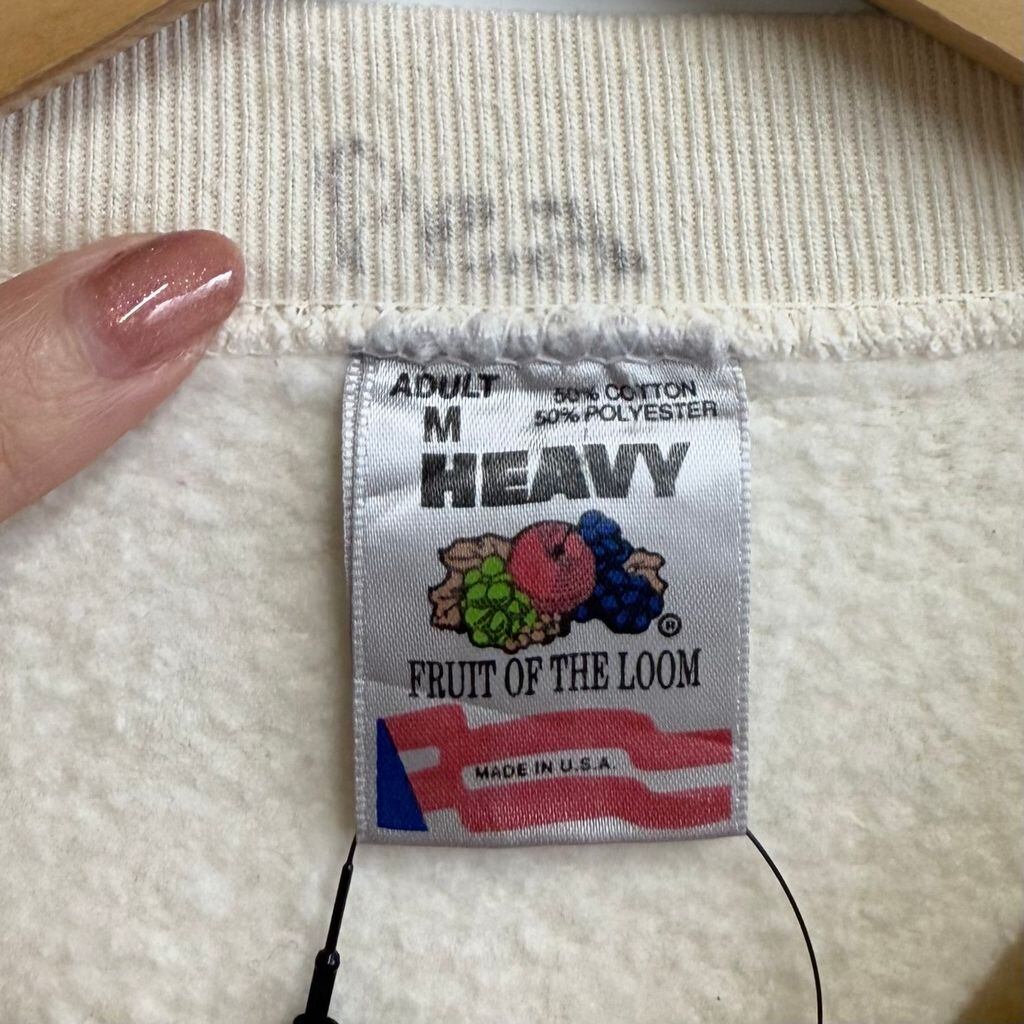 ADULT
M
50% COTTON
50% POLYESTER
HEAVY
®
FRUIT OF THE LOOM
MADE IN U.S.A.